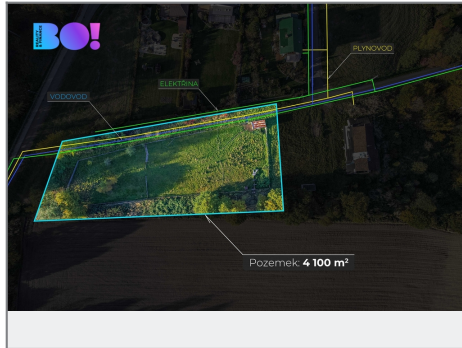 BO!
PLYNOVOD
ELEKTŘINA
VODOVOD
Pozemek: 4 100 m²